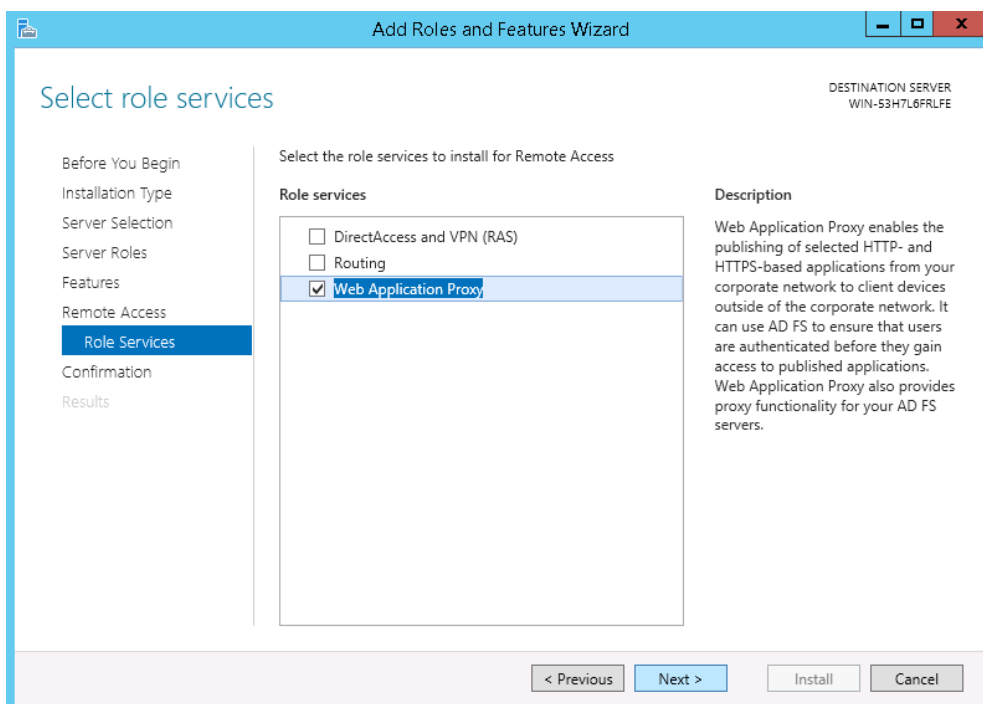 Add Roles and Features Wizard
Select role services
DESTINATION SERVER
WIN-53H7L6FRLFE
Before You Begin
Installation Type
Server Selection
Server Roles
Features
Remote Access
Role Services
Confirmation
Results
Select the role services to install for Remote Access
Role services
DirectAccess and VPN (RAS)
Routing
Web Application Proxy
Description
Web Application Proxy enables the
publishing of selected HTTP- and
HTTPS-based applications from your
corporate network to client devices
outside of the corporate network. It
can use AD FS to ensure that users
are authenticated before they gain
access to published applications.
Web Application Proxy also provides
proxy functionality for your AD FS
servers.
< Previous
Next >
Install
Cancel